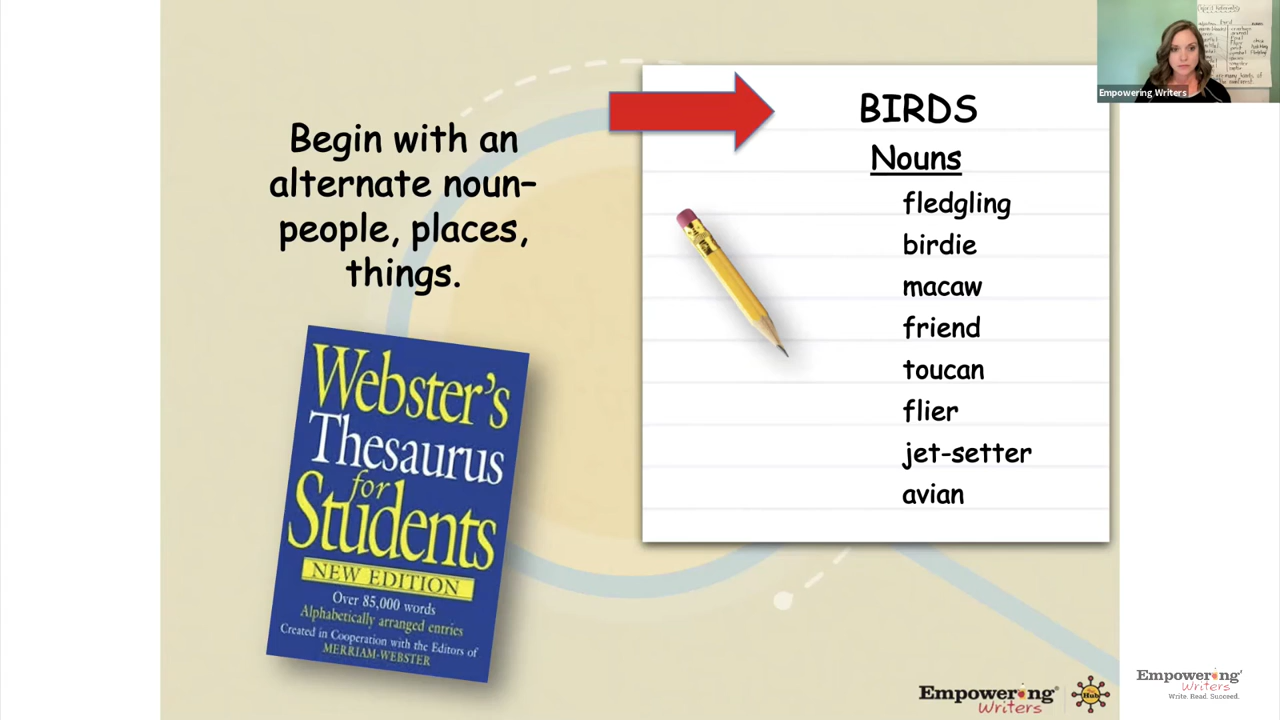 Begin with an
alternate noun–
people, places,
things.
BIRDS
Nouns
fledgling
birdie
macaw
friend
toucan
flier
jet-setter
avian
Webster's
Thesaurus
for
Students
NEW EDITION
Over 85,000 words
Alphabetically arranged entries
Created in Cooperation with the Editors of
MERRIAM-WEBSTER
Empowering Writers
Empowering®
Writers
The Hub
Empowering®
Writers
Write. Read. Succeed.